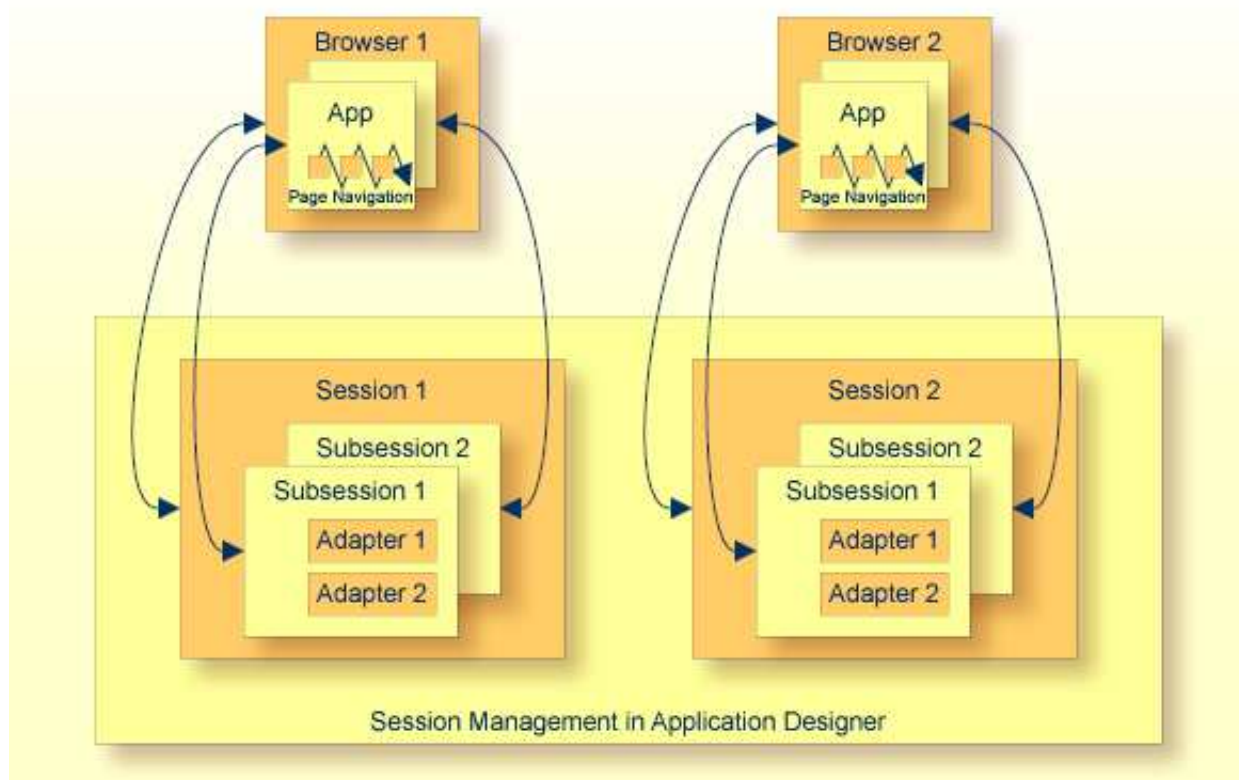 Browser 1
App
Page Navigation
Browser 2
App
Page Navigation
Session 1
Subsession 2
Subsession 1
Adapter 1
Adapter 2
Session 2
Subsession 2
Subsession 1
Adapter 1
Adapter 2
Session Management in Application Designer